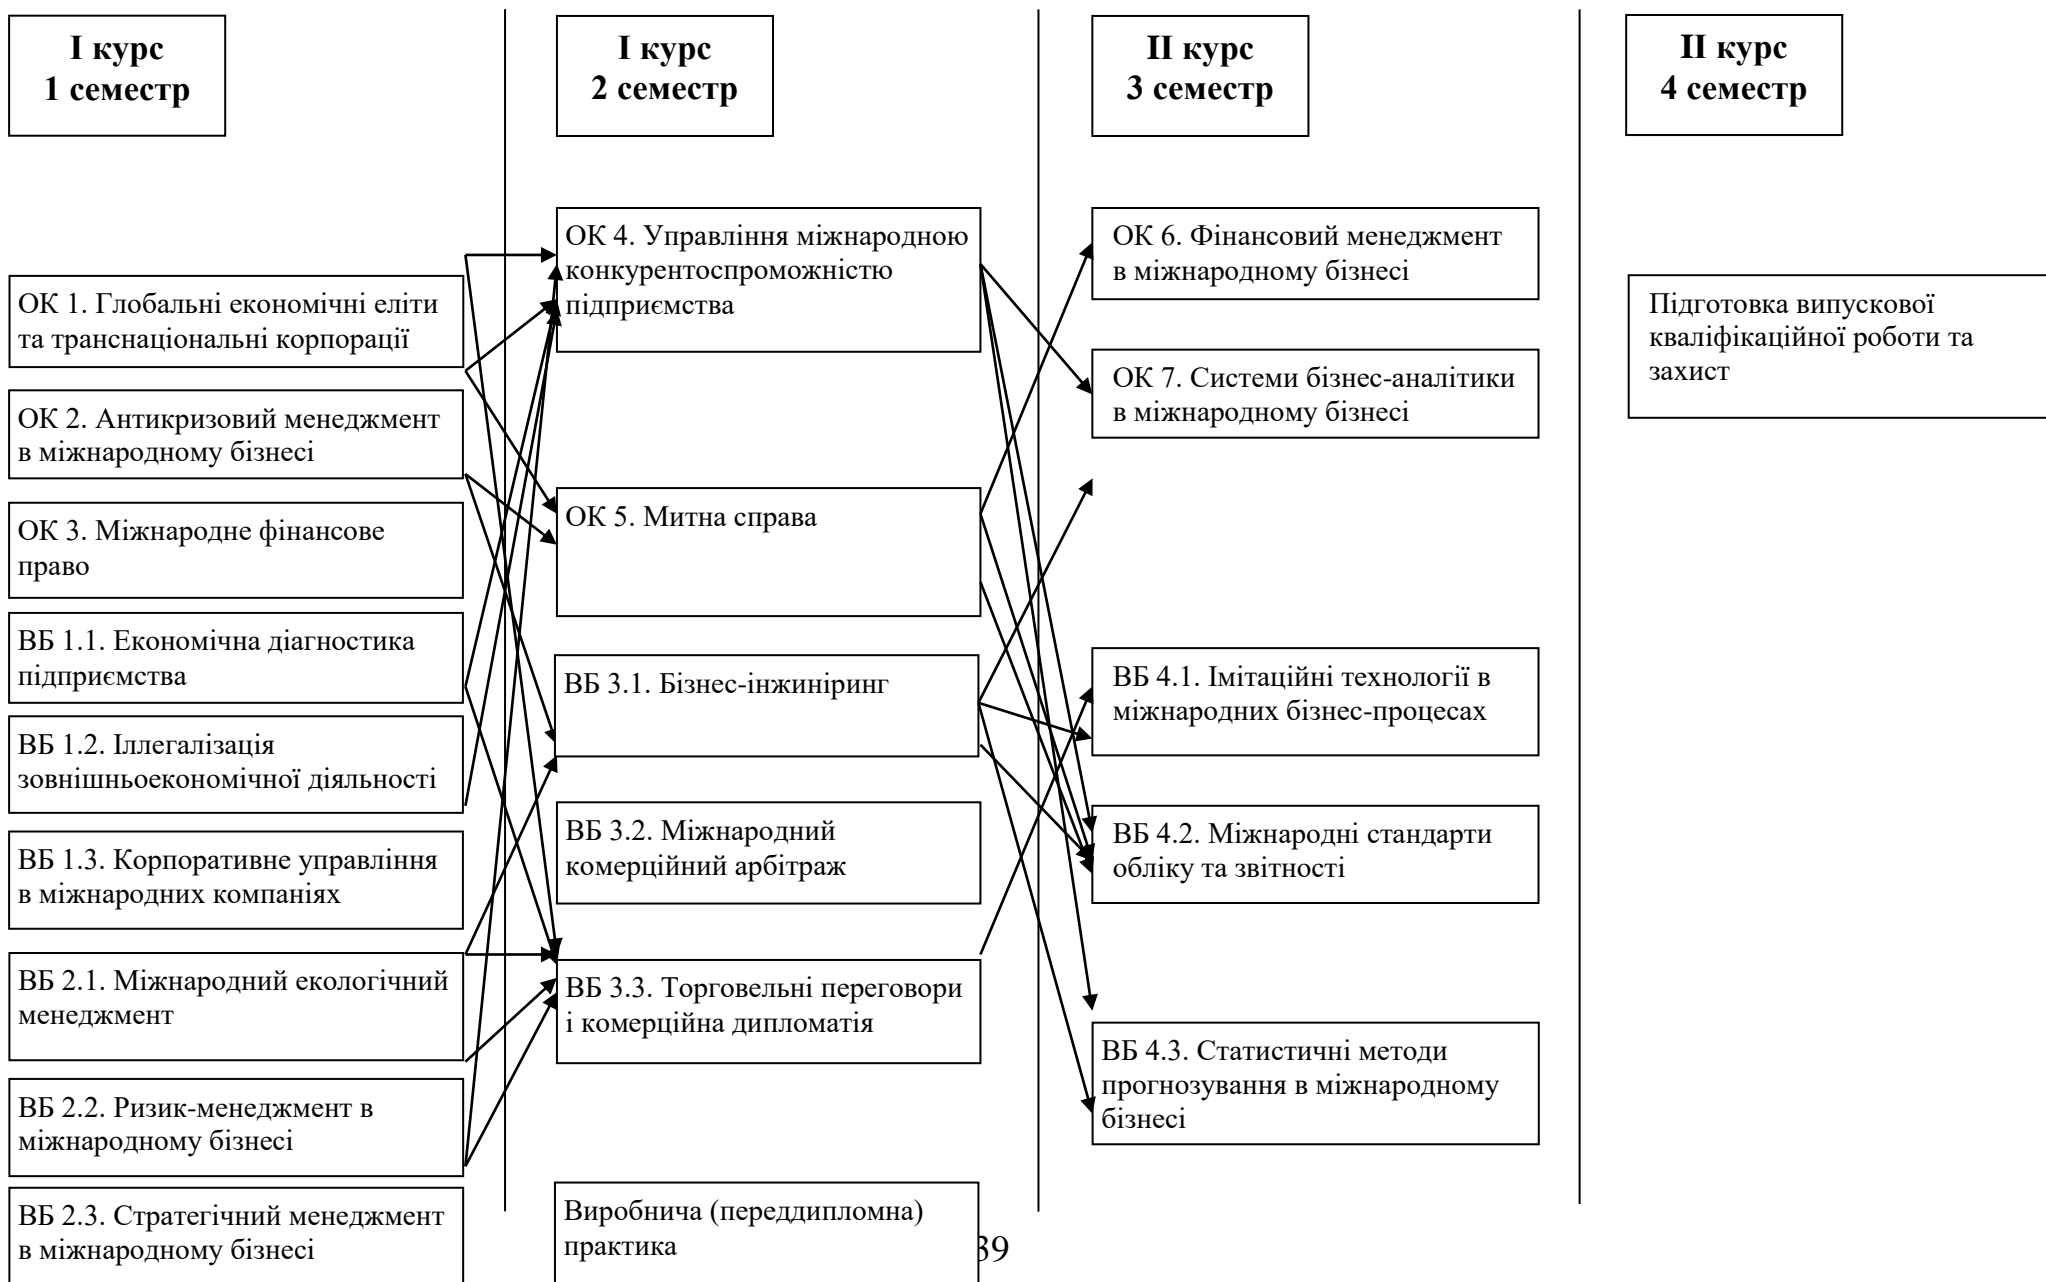 І курс
1 семестр
І курс
2 семестр
ІІ курс
3 семестр
ІІ курс
4 семестр
ОК 1. Глобальні економічні еліти
та транснаціональні корпорації
ОК 2. Антикризовий менеджмент
в міжнародному бізнесі
ОК 3. Міжнародне фінансове
право
ВБ 1.1. Економічна діагностика
підприємства
ВБ 1.2. Іллегалізація
зовнішньоекономічної діяльності
ВБ 1.3. Корпоративне управління
в міжнародних компаніях
ВБ 2.1. Міжнародний екологічний
менеджмент
ВБ 2.2. Ризик-менеджмент в
міжнародному бізнесі
ВБ 2.3. Стратегічний менеджмент
в міжнародному бізнесі
ОК 4. Управління міжнародною
конкурентоспроможністю
підприємства
ОК 5. Митна справа
ВБ 3.1. Бізнес-інжиніринг
ВБ 3.2. Міжнародний
комерційний арбітраж
ВБ 3.3. Торговельні переговори
і комерційна дипломатія
Виробнича (переддипломна)
практика
39
ОК 6. Фінансовий менеджмент
в міжнародному бізнесі
ОК 7. Системи бізнес-аналітики
в міжнародному бізнесі
ВБ 4.1. Імітаційні технології в
міжнародних бізнес-процесах
ВБ 4.2. Міжнародні стандарти
обліку та звітності
ВБ 4.3. Статистичні методи
прогнозування в міжнародному
бізнесі
Підготовка випускової
кваліфікаційної роботи та
захист